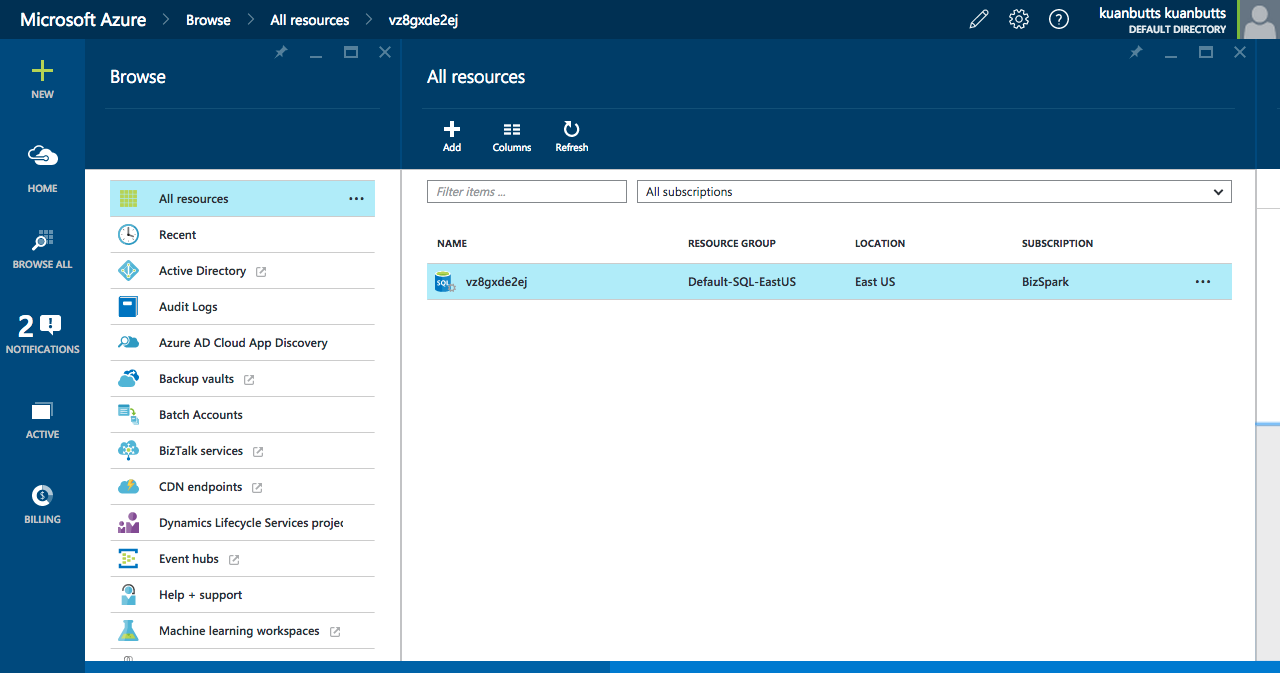 Microsoft Azure > Browse > All resources > vz8gxde2ej
kuanbutts kuanbutts
DEFAULT DIRECTORY
NEW
HOME
BROWSE ALL
2
NOTIFICATIONS
ACTIVE
BILLING
Browse
All resources
Recent
Active Directory
Audit Logs
Azure AD Cloud App Discovery
Backup vaults
Batch Accounts
BizTalk services
CDN endpoints
Dynamics Lifecycle Services projec
Event hubs
Help + support
Machine learning workspaces
All resources
Add Columns Refresh
Filter items ... All subscriptions
NAME RESOURCE GROUP LOCATION SUBSCRIPTION
SQL vz8gxde2ej Default-SQL-EastUS East US BizSpark